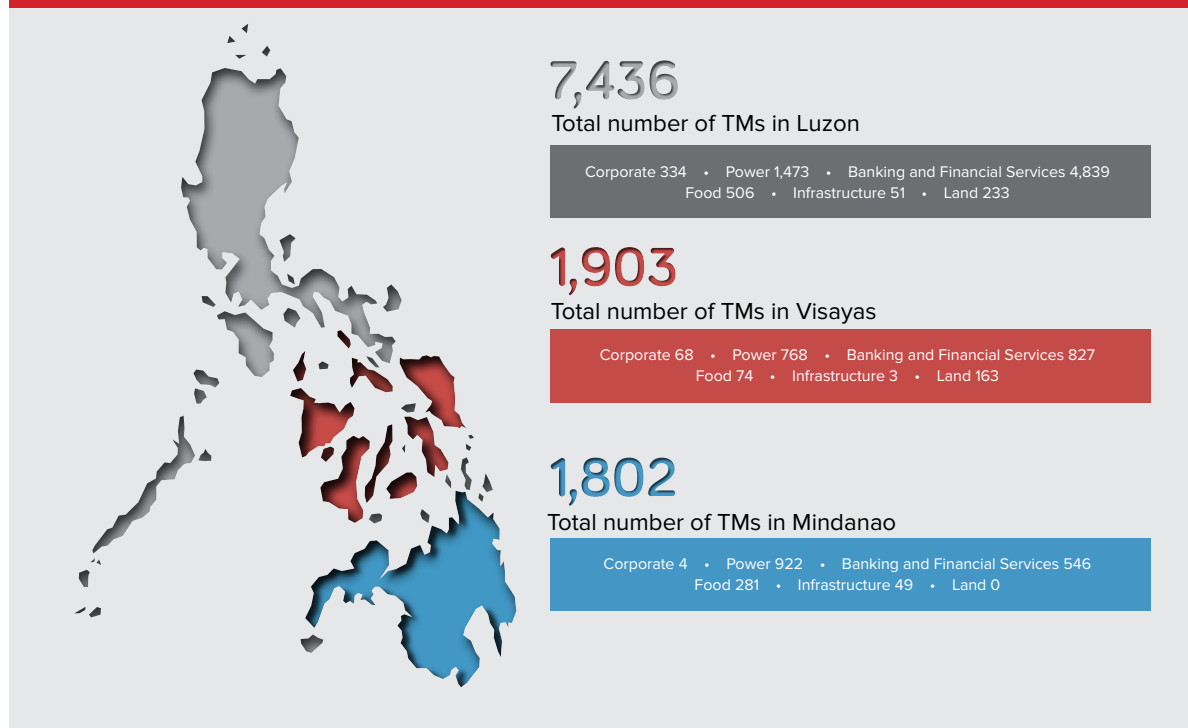 7,436
Total number of TMs in Luzon
Corporate 334 • Power 1,473 • Banking and Financial Services 4,839
Food 506 • Infrastructure 51 • Land 233
1,903
Total number of TMs in Visayas
Corporate 68 • Power 768 • Banking and Financial Services 827
Food 74 • Infrastructure 3 • Land 163
1,802
Total number of TMs in Mindanao
Corporate 4 • Power 922 • Banking and Financial Services 546
Food 281 • Infrastructure 49 • Land 0